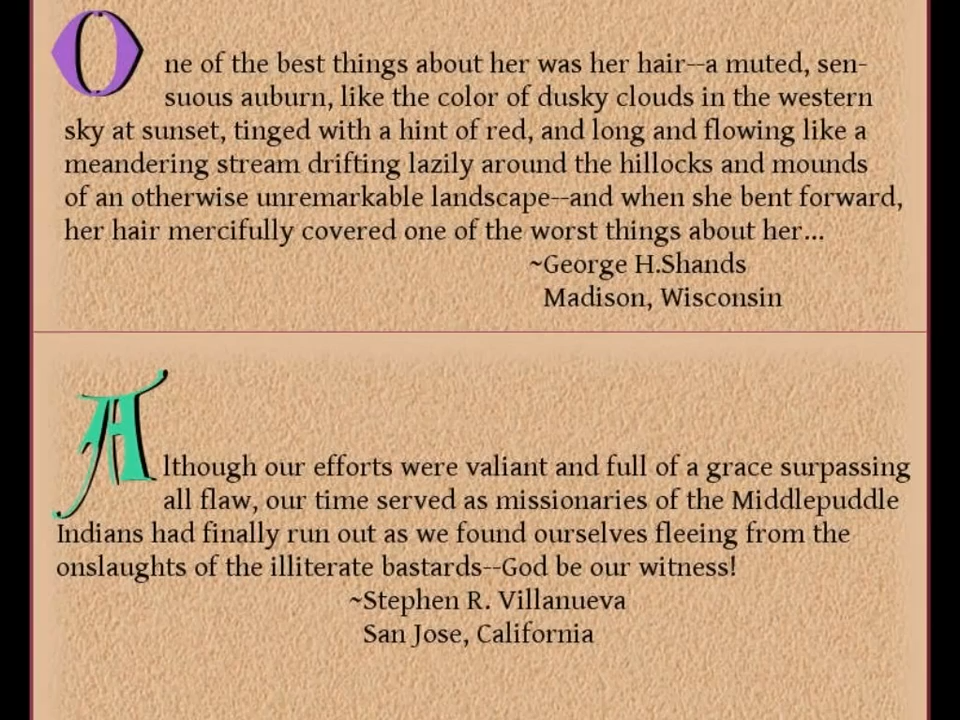 One of the best things about her was her hair--a muted, sen-
suous auburn, like the color of dusky clouds in the western
sky at sunset, tinged with a hint of red, and long and flowing like a
meandering stream drifting lazily around the hillocks and mounds
of an otherwise unremarkable landscape--and when she bent forward,
her hair mercifully covered one of the worst things about her...
~George H.Shands
Madison, Wisconsin
Although our efforts were valiant and full of a grace surpassing
all flaw, our time served as missionaries of the Middlepuddle
Indians had finally run out as we found ourselves fleeing from the
onslaughts of the illiterate bastards--God be our witness!
~Stephen R. Villanueva
San Jose, California